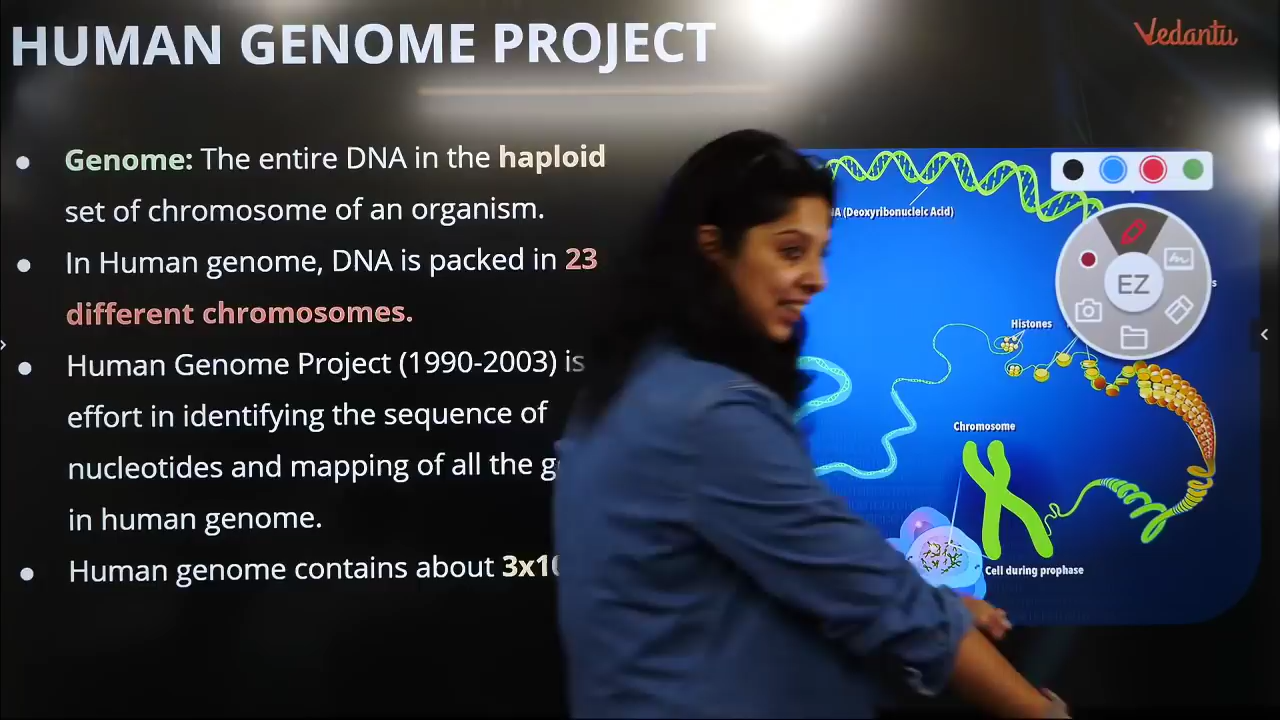 HUMAN GENOME PROJECT
Vedantu
Genome: The entire DNA in the haploid
set of chromosome of an organism.
In Human genome, DNA is packed in 23
different chromosomes.
Human Genome Project (1990-2003) is
effort in identifying the sequence of
nucleotides and mapping of all the
in human genome.
Human genome contains about
(Deoxyribonucleic Acid)
EZ
Histones
Chromosome
Cell during prophase